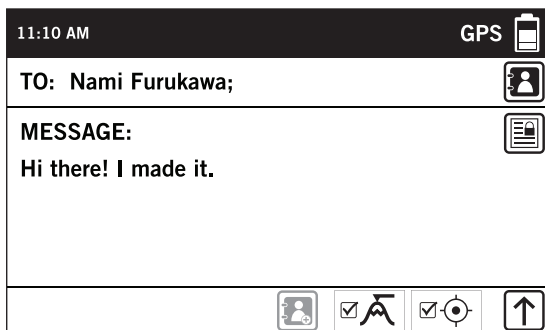 11:10 AM GPS
TO: Nami Furukawa;
MESSAGE:
Hi there! I made it.